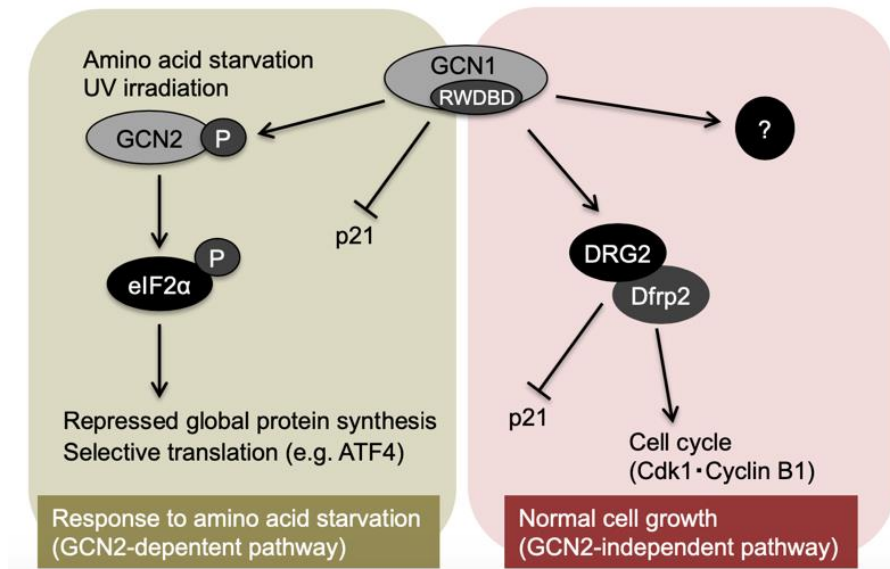 Amino acid starvation
UV irradiation
GCN1
RWDBD
GCN2
P
?
p21
DRG2
P
eIF2α
Dfrp2
Repressed global protein synthesis
Selective translation (e.g. ATF4)
p21
Cell cycle
(Cdk1・Cyclin B1)
Response to amino acid starvation
(GCN2-depentent pathway)
Normal cell growth
(GCN2-independent pathway)